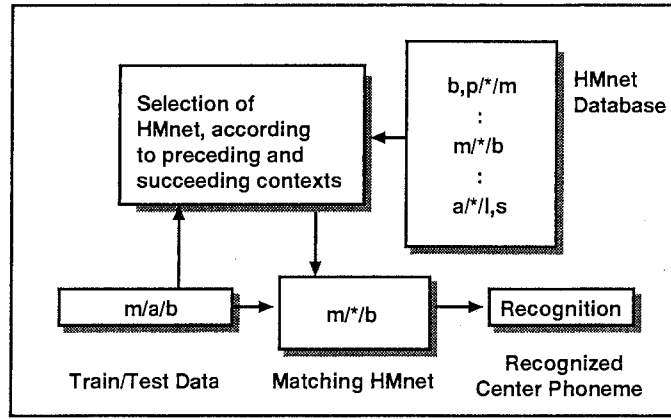 Selection of
HMnet, according
to preceding and
succeeding contexts
b,p/*/m
:
m/*/b
:
a/*/l,s
HMnet
Database
m/a/b
m/*/b
Recognition
Train/Test Data
Matching HMnet
Recognized
Center Phoneme